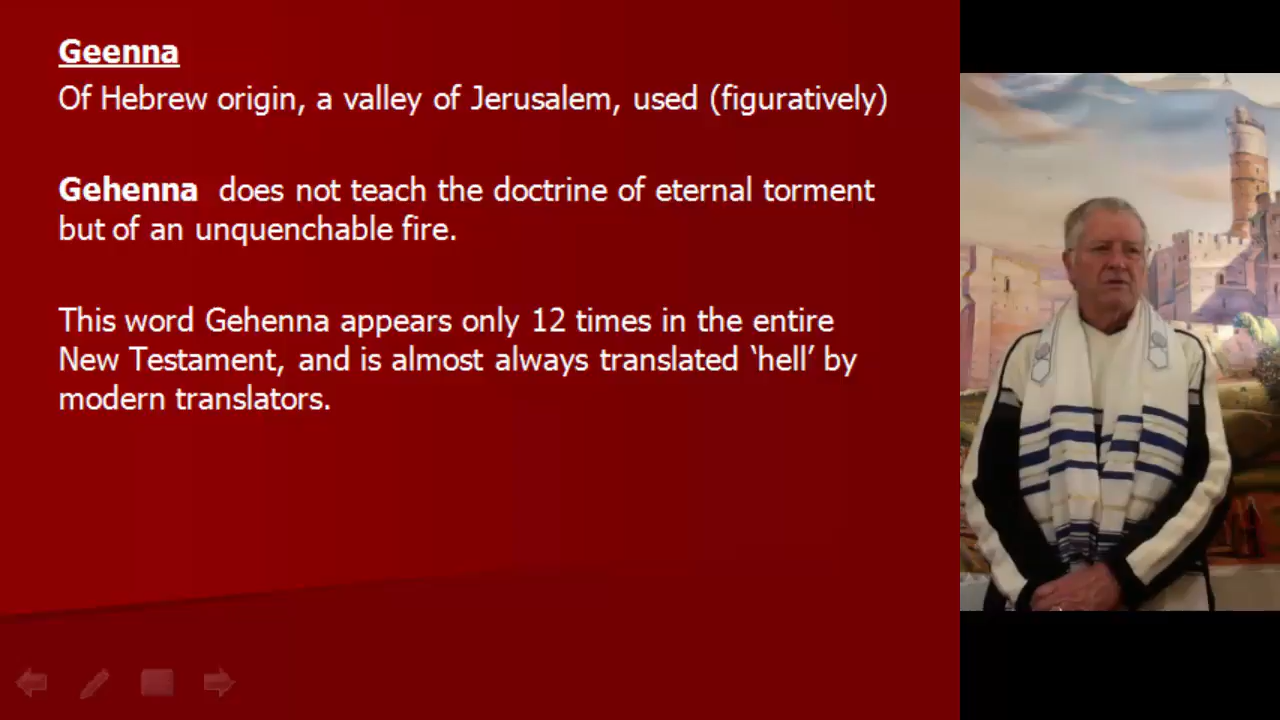 Geenna
Of Hebrew origin, a valley of Jerusalem, used (figuratively)
Gehenna does not teach the doctrine of eternal torment
but of an unquenchable fire.
This word Gehenna appears only 12 times in the entire
New Testament, and is almost always translated ‘hell’ by
modern translators.